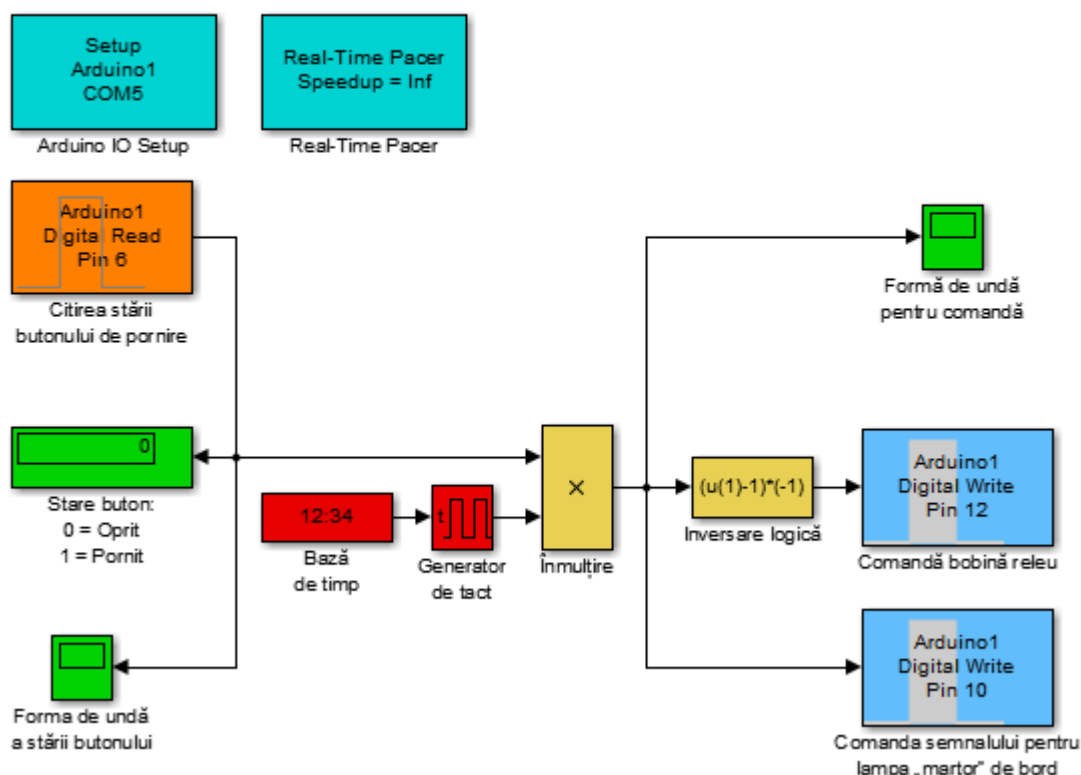 Setup
Arduino1
COM5
Arduino IO Setup
Real-Time Pacer
Speedup = Inf
Real-Time Pacer
Arduino1
Digital Read
Pin 6
Citirea stării
butonului de pornire
Formă de undă
pentru comandă
0
Stare buton:
0 = Oprit
1 = Pornit
12:34
Bază
de timp
t
Generator
de tact
×
Înmulțire
(u(1)-1)*(-1)
Inversare logică
Arduino1
Digital Write
Pin 12
Comandă bobină releu
Forma de undă
a stării butonului
Arduino1
Digital Write
Pin 10
Comanda semnalului pentru
lampa „martor” de bord